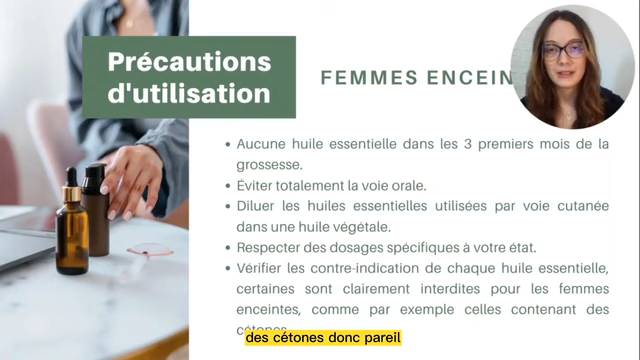 Précautions
d'utilisation
FEMMES ENCEIN
• Aucune huile essentielle dans les 3 premiers mois de la
grossesse.
• Éviter totalement la voie orale.
• Diluer les huiles essentielles utilisées par voie cutanée
dans une huile végétale.
• Respecter des dosages spécifiques à votre état.
• Vérifier les contre-indication de chaque huile essentielle,
certaines sont clairement interdites pour les femmes
enceintes, comme par exemple celles contenant des
cétones.
des cétones donc pareil